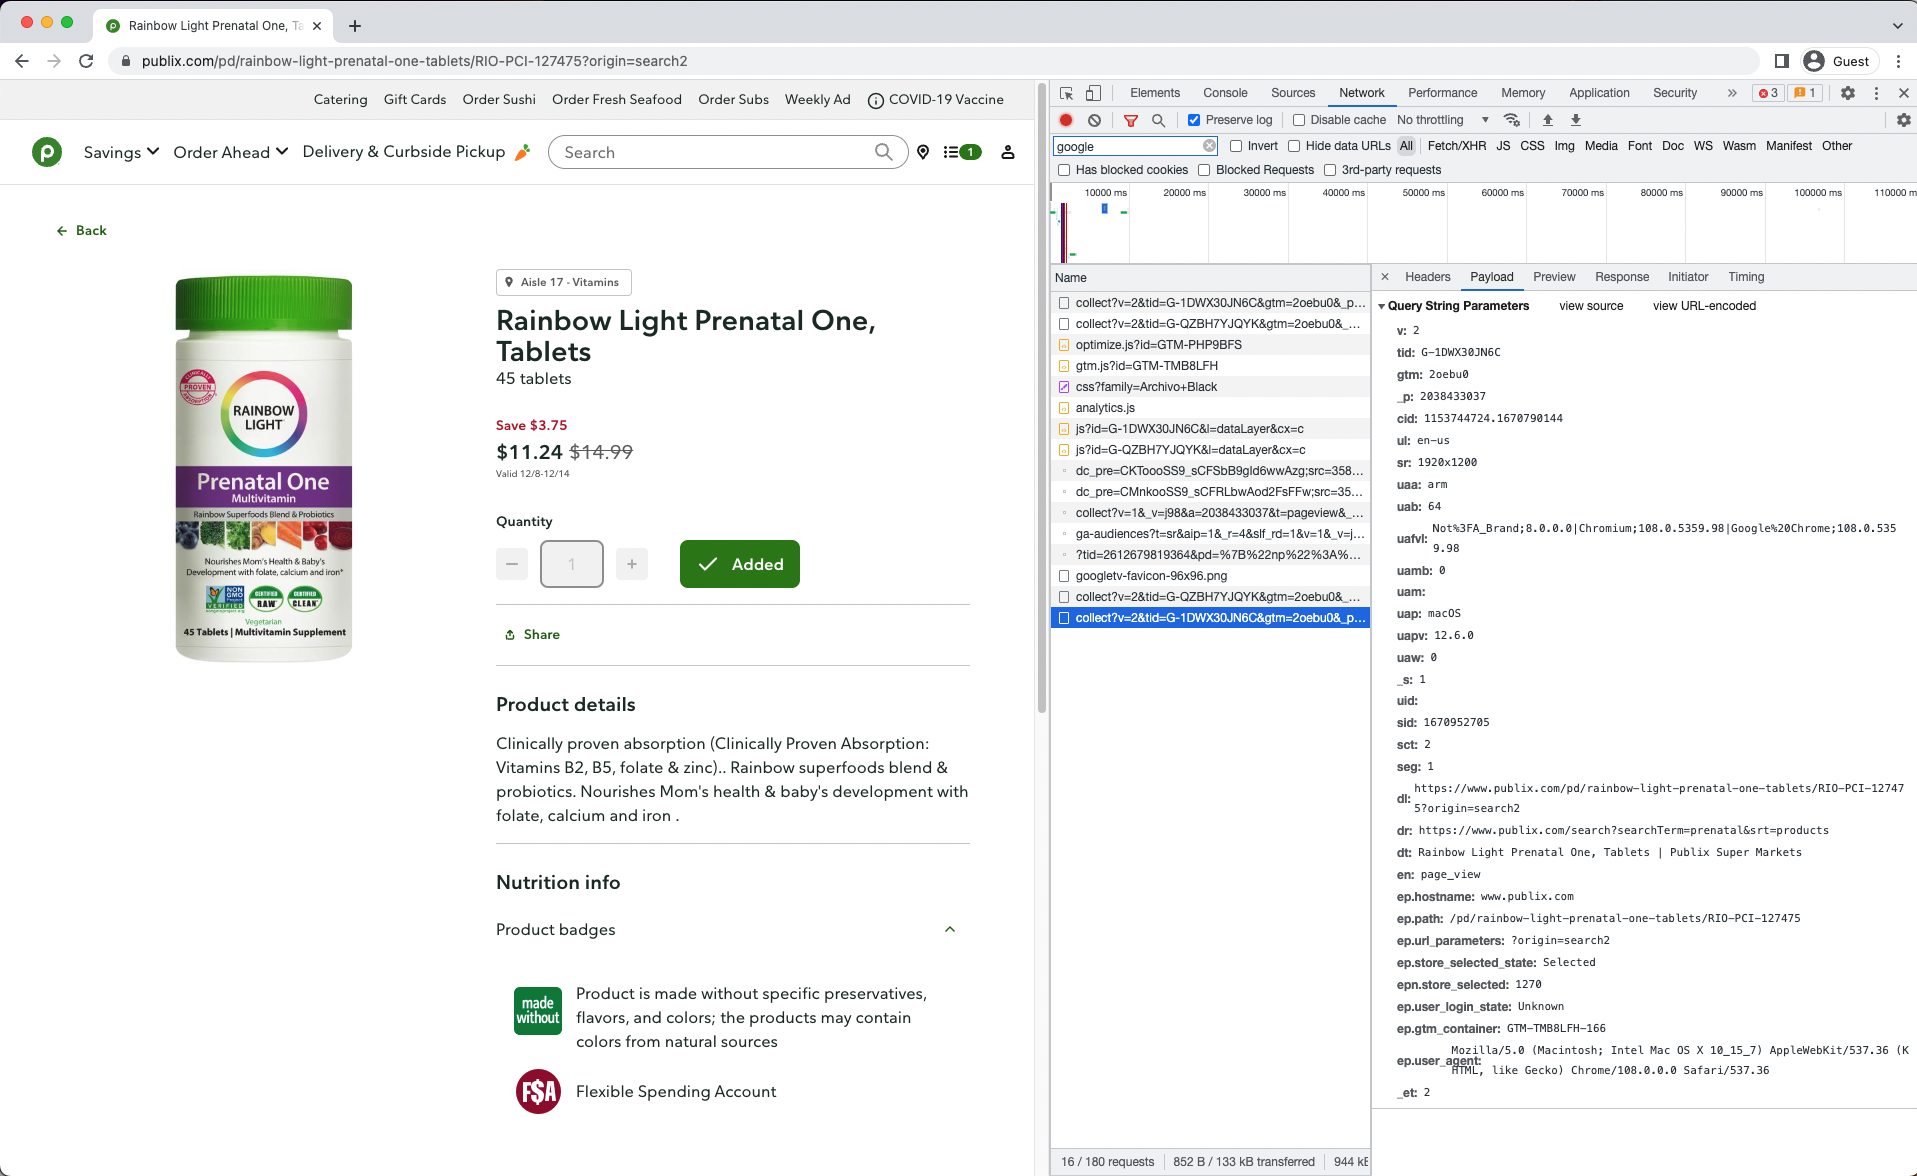 Rainbow Light Prenatal One, Ta
publix.com/pd/rainbow-light-prenatal-one-tablets/RIO-PCI-127475?origin=search2
Guest
Catering Gift Cards Order Sushi Order Fresh Seafood Order Subs Weekly Ad COVID-19 Vaccine
Savings Order Ahead Delivery & Curbside Pickup Search 1
Back
Aisle 17 - Vitamins
Rainbow Light Prenatal One,
Tablets
45 tablets
Save $3.75
$11.24 $14.99
Valid 12/8-12/14
Quantity
1
Added
Share
CLINICALLY
PROVEN
ABSORPTION
RAINBOW
LIGHT
Prenatal One
Multivitamin
Rainbow Superfoods Blend & Probiotics
Nourishes Mom's Health & Baby's
Development with folate, calcium and iron*
NON
GMO
Project
VERIFIED
CERTIFIED
RAW
CERTIFIED
CLEAN
Vegetarian
45 Tablets | Multivitamin Supplement
Product details
Clinically proven absorption (Clinically Proven Absorption:
Vitamins B2, B5, folate & zinc).. Rainbow superfoods blend &
probiotics. Nourishes Mom's health & baby's development with
folate, calcium and iron .
Nutrition info
Product badges
made
without
Product is made without specific preservatives,
flavors, and colors; the products may contain
colors from natural sources
F$A
Flexible Spending Account
Elements Console Sources Network Performance Memory Application Security » 3 1
Preserve log Disable cache No throttling
google Invert Hide data URLs All Fetch/XHR JS CSS Img Media Font Doc WS Wasm Manifest Other
Has blocked cookies Blocked Requests 3rd-party requests
10000 ms 20000 ms 30000 ms 40000 ms 50000 ms 60000 ms 70000 ms 80000 ms 90000 ms 100000 ms 110000 m
Name
collect?v=2&tid=G-1DWX30JN6C&gtm=2oebu0&_p...
collect?v=2&tid=G-QZBH7YJQYK&gtm=2oebu0&_...
optimize.js?id=GTM-PHP9BFS
gtm.js?id=GTM-TMB8LFH
css?family=Archivo+Black
analytics.js
js?id=G-1DWX30JN6C&l=dataLayer&cx=c
js?id=G-QZBH7YJQYK&l=dataLayer&cx=c
dc_pre=CKToooSS9_sCFSbB9gId6wwAzg;src=358...
dc_pre=CMnkooSS9_sCFRLbwAod2FsFFw;src=35...
collect?v=1&_v=j98&a=2038433037&t=pageview&_...
ga-audiences?t=sr&aip=1&_r=4&slf_rd=1&v=1&_v=j...
?tid=2612679819364&pd=%7B%22np%22%3A%...
googletv-favicon-96x96.png
collect?v=2&tid=G-QZBH7YJQYK&gtm=2oebu0&_...
collect?v=2&tid=G-1DWX30JN6C&gtm=2oebu0&_p...
16 / 180 requests 852 B / 133 kB transferred 944 kE
Headers Payload Preview Response Initiator Timing
Query String Parameters view source view URL-encoded
v: 2
tid: G-1DWX30JN6C
gtm: 2oebu0
_p: 2038433037
cid: 1153744724.1670790144
ul: en-us
sr: 1920x1200
uaa: arm
uab: 64
uafvl: Not%3FA_Brand;8.0.0.0|Chromium;108.0.5359.98|Google%20Chrome;108.0.535
9.98
uamb: 0
uam:
uap: macOS
uapv: 12.6.0
uaw: 0
_s: 1
uid:
sid: 1670952705
sct: 2
seg: 1
dl: https://www.publix.com/pd/rainbow-light-prenatal-one-tablets/RIO-PCI-12747
5?origin=search2
dr: https://www.publix.com/search?searchTerm=prenatal&srt=products
dt: Rainbow Light Prenatal One, Tablets | Publix Super Markets
en: page_view
ep.hostname: www.publix.com
ep.path: /pd/rainbow-light-prenatal-one-tablets/RIO-PCI-127475
ep.url_parameters: ?origin=search2
ep.store_selected_state: Selected
epn.store_selected: 1270
ep.user_login_state: Unknown
ep.gtm_container: GTM-TMB8LFH-166
ep.user_agent: Mozilla/5.0 (Macintosh; Intel Mac OS X 10_15_7) AppleWebKit/537.36 (K
HTML, like Gecko) Chrome/108.0.0.0 Safari/537.36
_et: 2